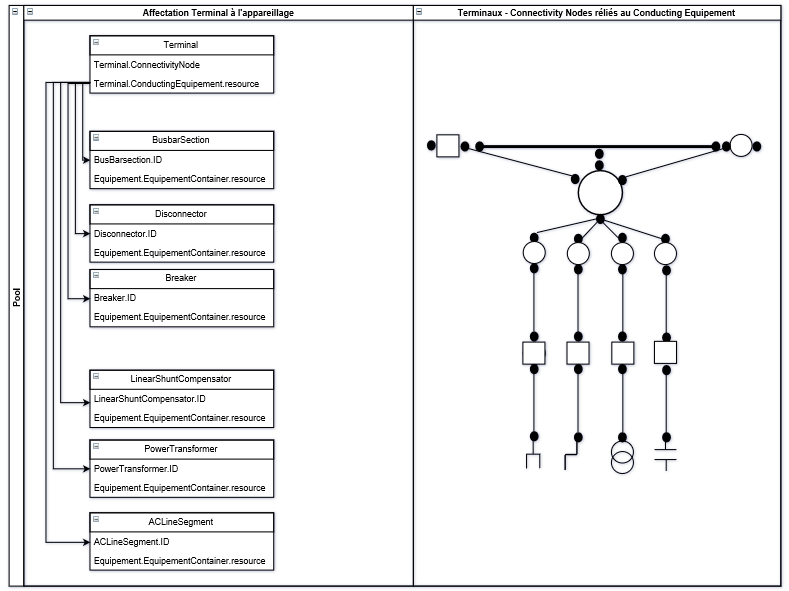 Pool
Affectation Terminal à l'appareillage
Terminal
Terminal.ConnectivityNode
Terminal.ConductingEquipement.resource
BusbarSection
BusBarsection.ID
Equipement.EquipementContainer.resource
Disconnector
Disconnector.ID
Equipement.EquipementContainer.resource
Breaker
Breaker.ID
Equipement.EquipementContainer.resource
LinearShuntCompensator
LinearShuntCompensator.ID
Equipement.EquipementContainer.resource
PowerTransformer
PowerTransformer.ID
Equipement.EquipementContainer.resource
ACLineSegment
ACLineSegment.ID
Equipement.EquipementContainer.resource
Terminaux - Connectivity Nodes réliés au Conducting Equipement